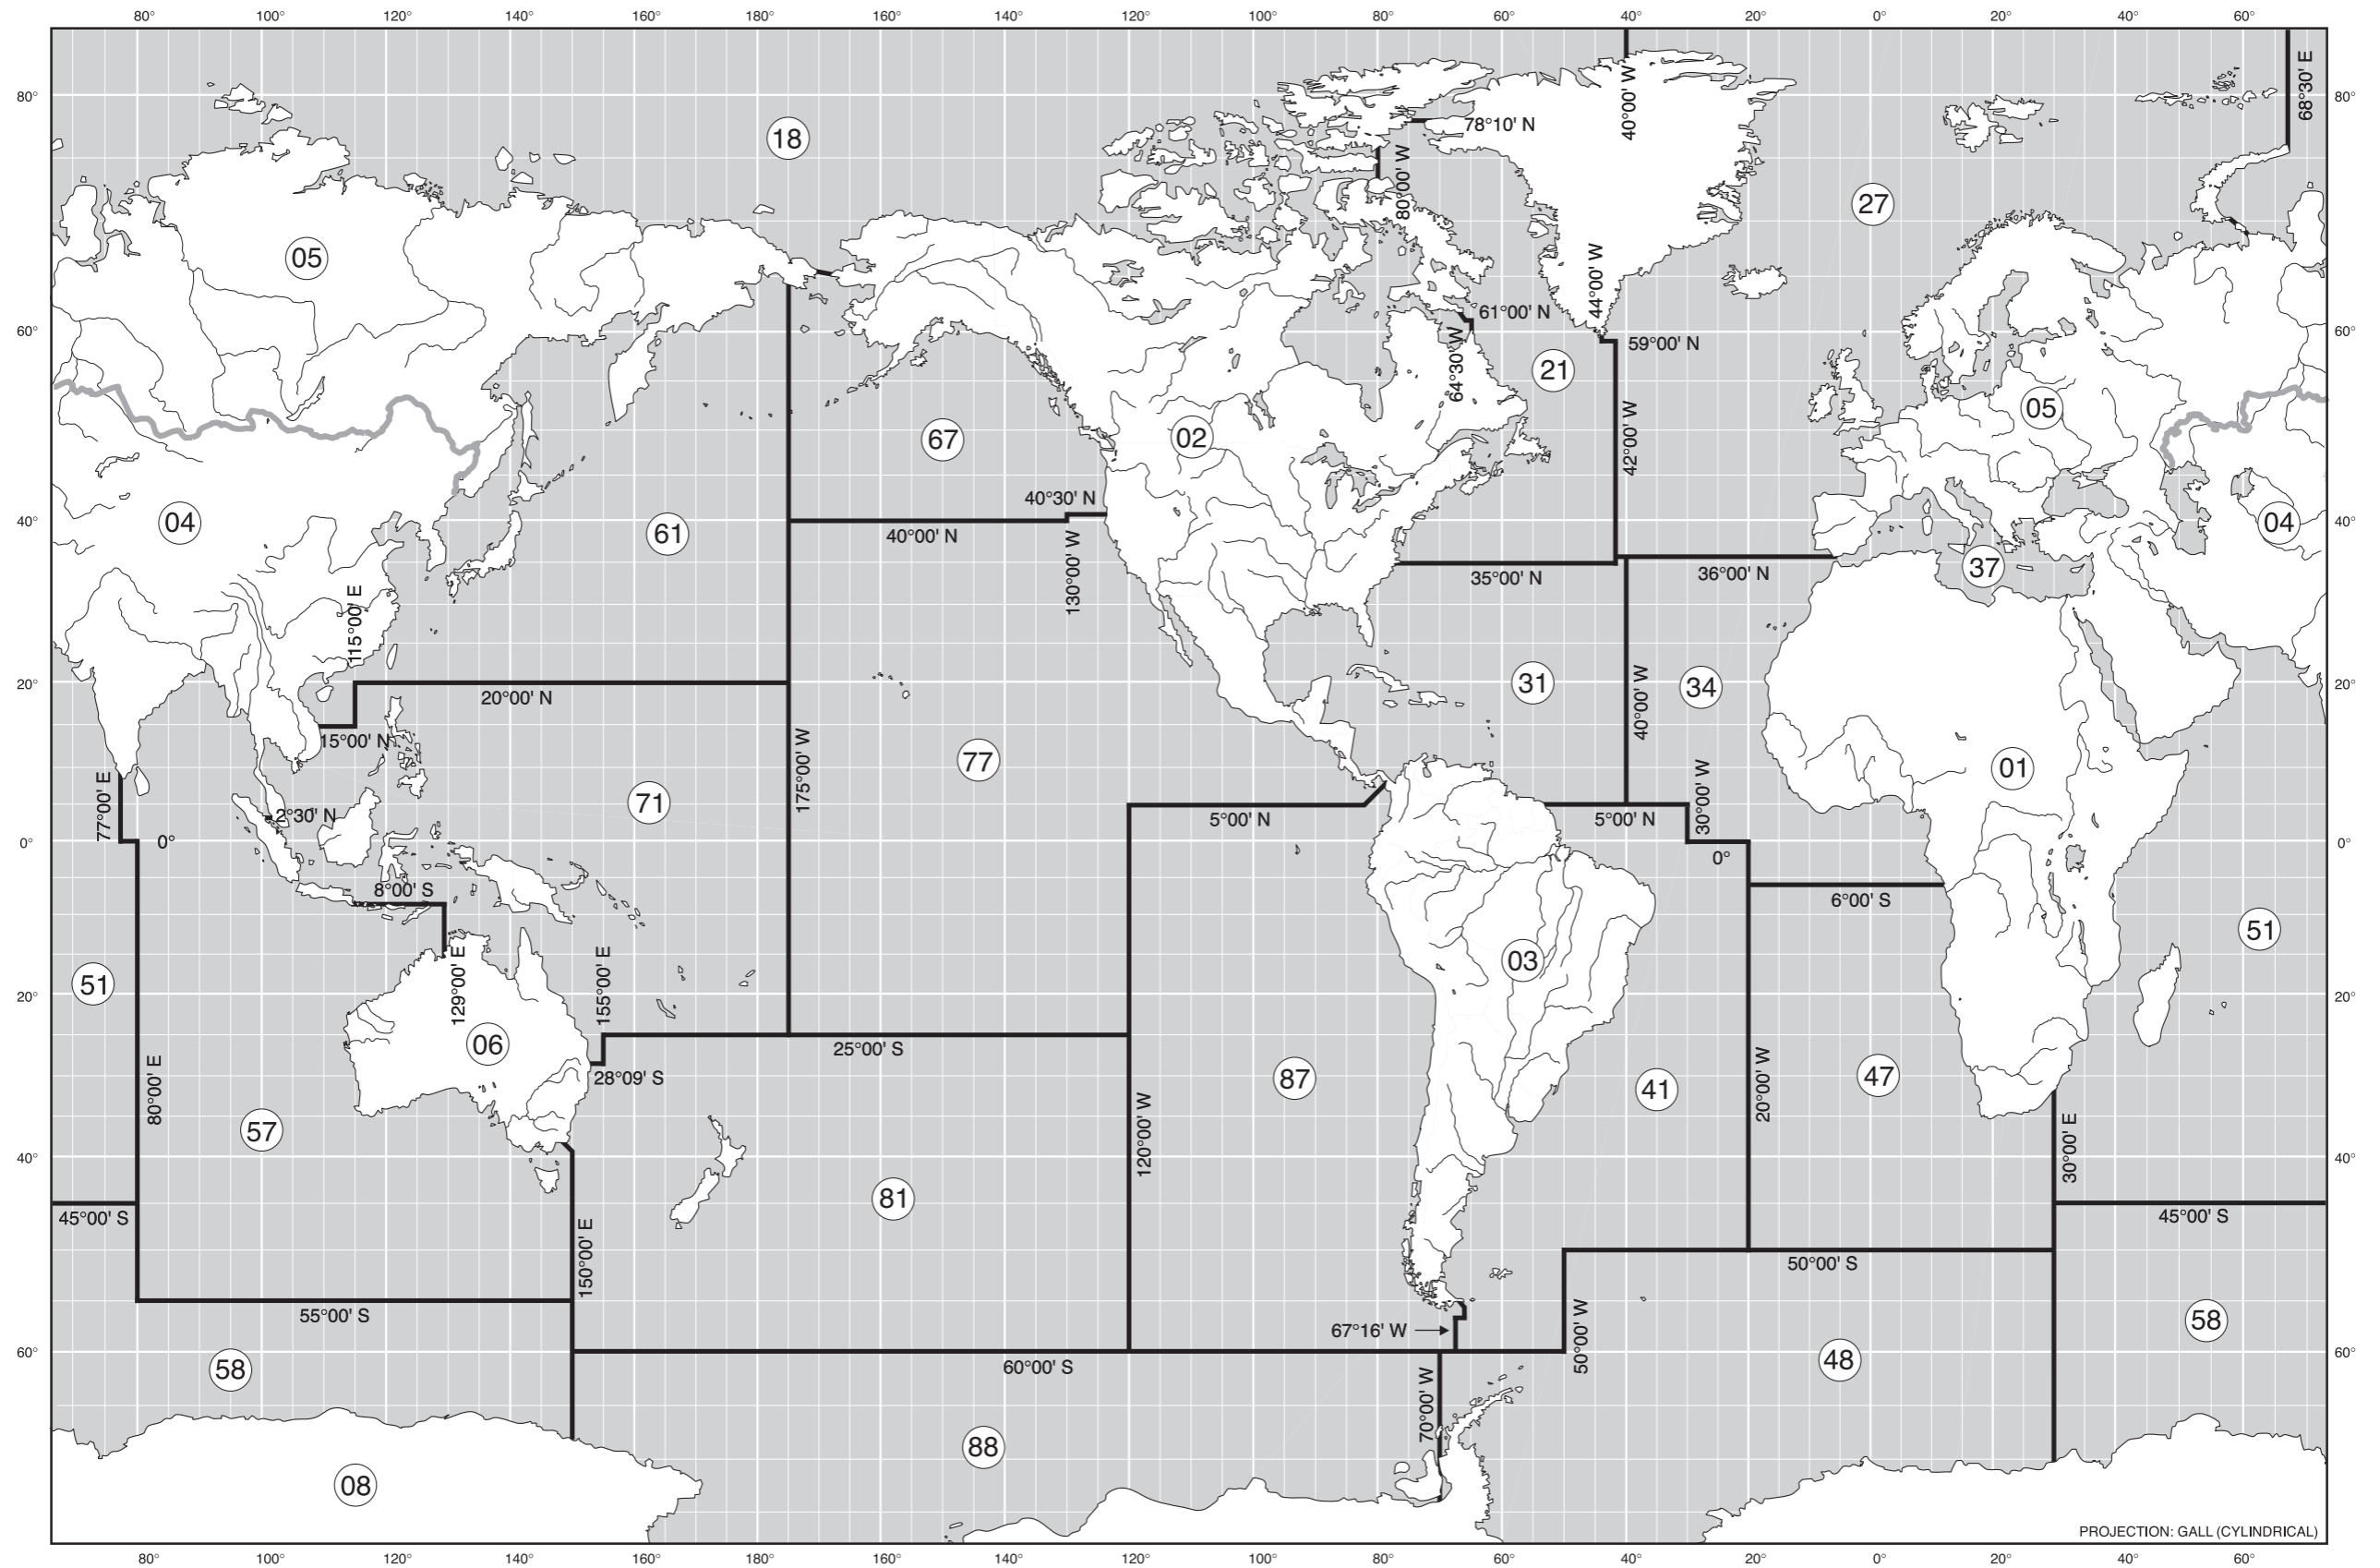 80° 100° 120° 140° 160° 180° 160° 140° 120° 100° 80° 60° 40° 20° 0° 20° 40° 60°
68°30' E
40°00' W
80° 80°
78°10' N
18
80°00' W
27
05
44°00' W
61°00' N
60° 60°
59°00' N
64°30' W
21
05
42°00' W
67
02
40°30' N
04
40° 40°
61
40°00' N
04
130°00' W
37
35°00' N
36°00' N
115°00' E
20° 20°
31
34
20°00' N
40°00' W
15°00' N
175°00' W
77
01
77°00' E
71
30°00' W
2°30' N
5°00' N
5°00' N
0° 0° 0°
0°
8°00' S
6°00' S
51
03
51
129°00' E
155°00' E
20° 20°
06
25°00' S
28°09' S
80°00' E
87
41
47
20°00' W
57
120°00' W
30°00' E
40° 40°
81
45°00' S
45°00' S
150°00' E
50°00' S
55°00' S
50°00' W
67°16' W
58
60° 60°
48
58
60°00' S
70°00' W
88
08
PROJECTION: GALL (CYLINDRICAL)
80° 100° 120° 140° 160° 180° 160° 140° 120° 100° 80° 60° 40° 20° 0° 20° 40° 60°